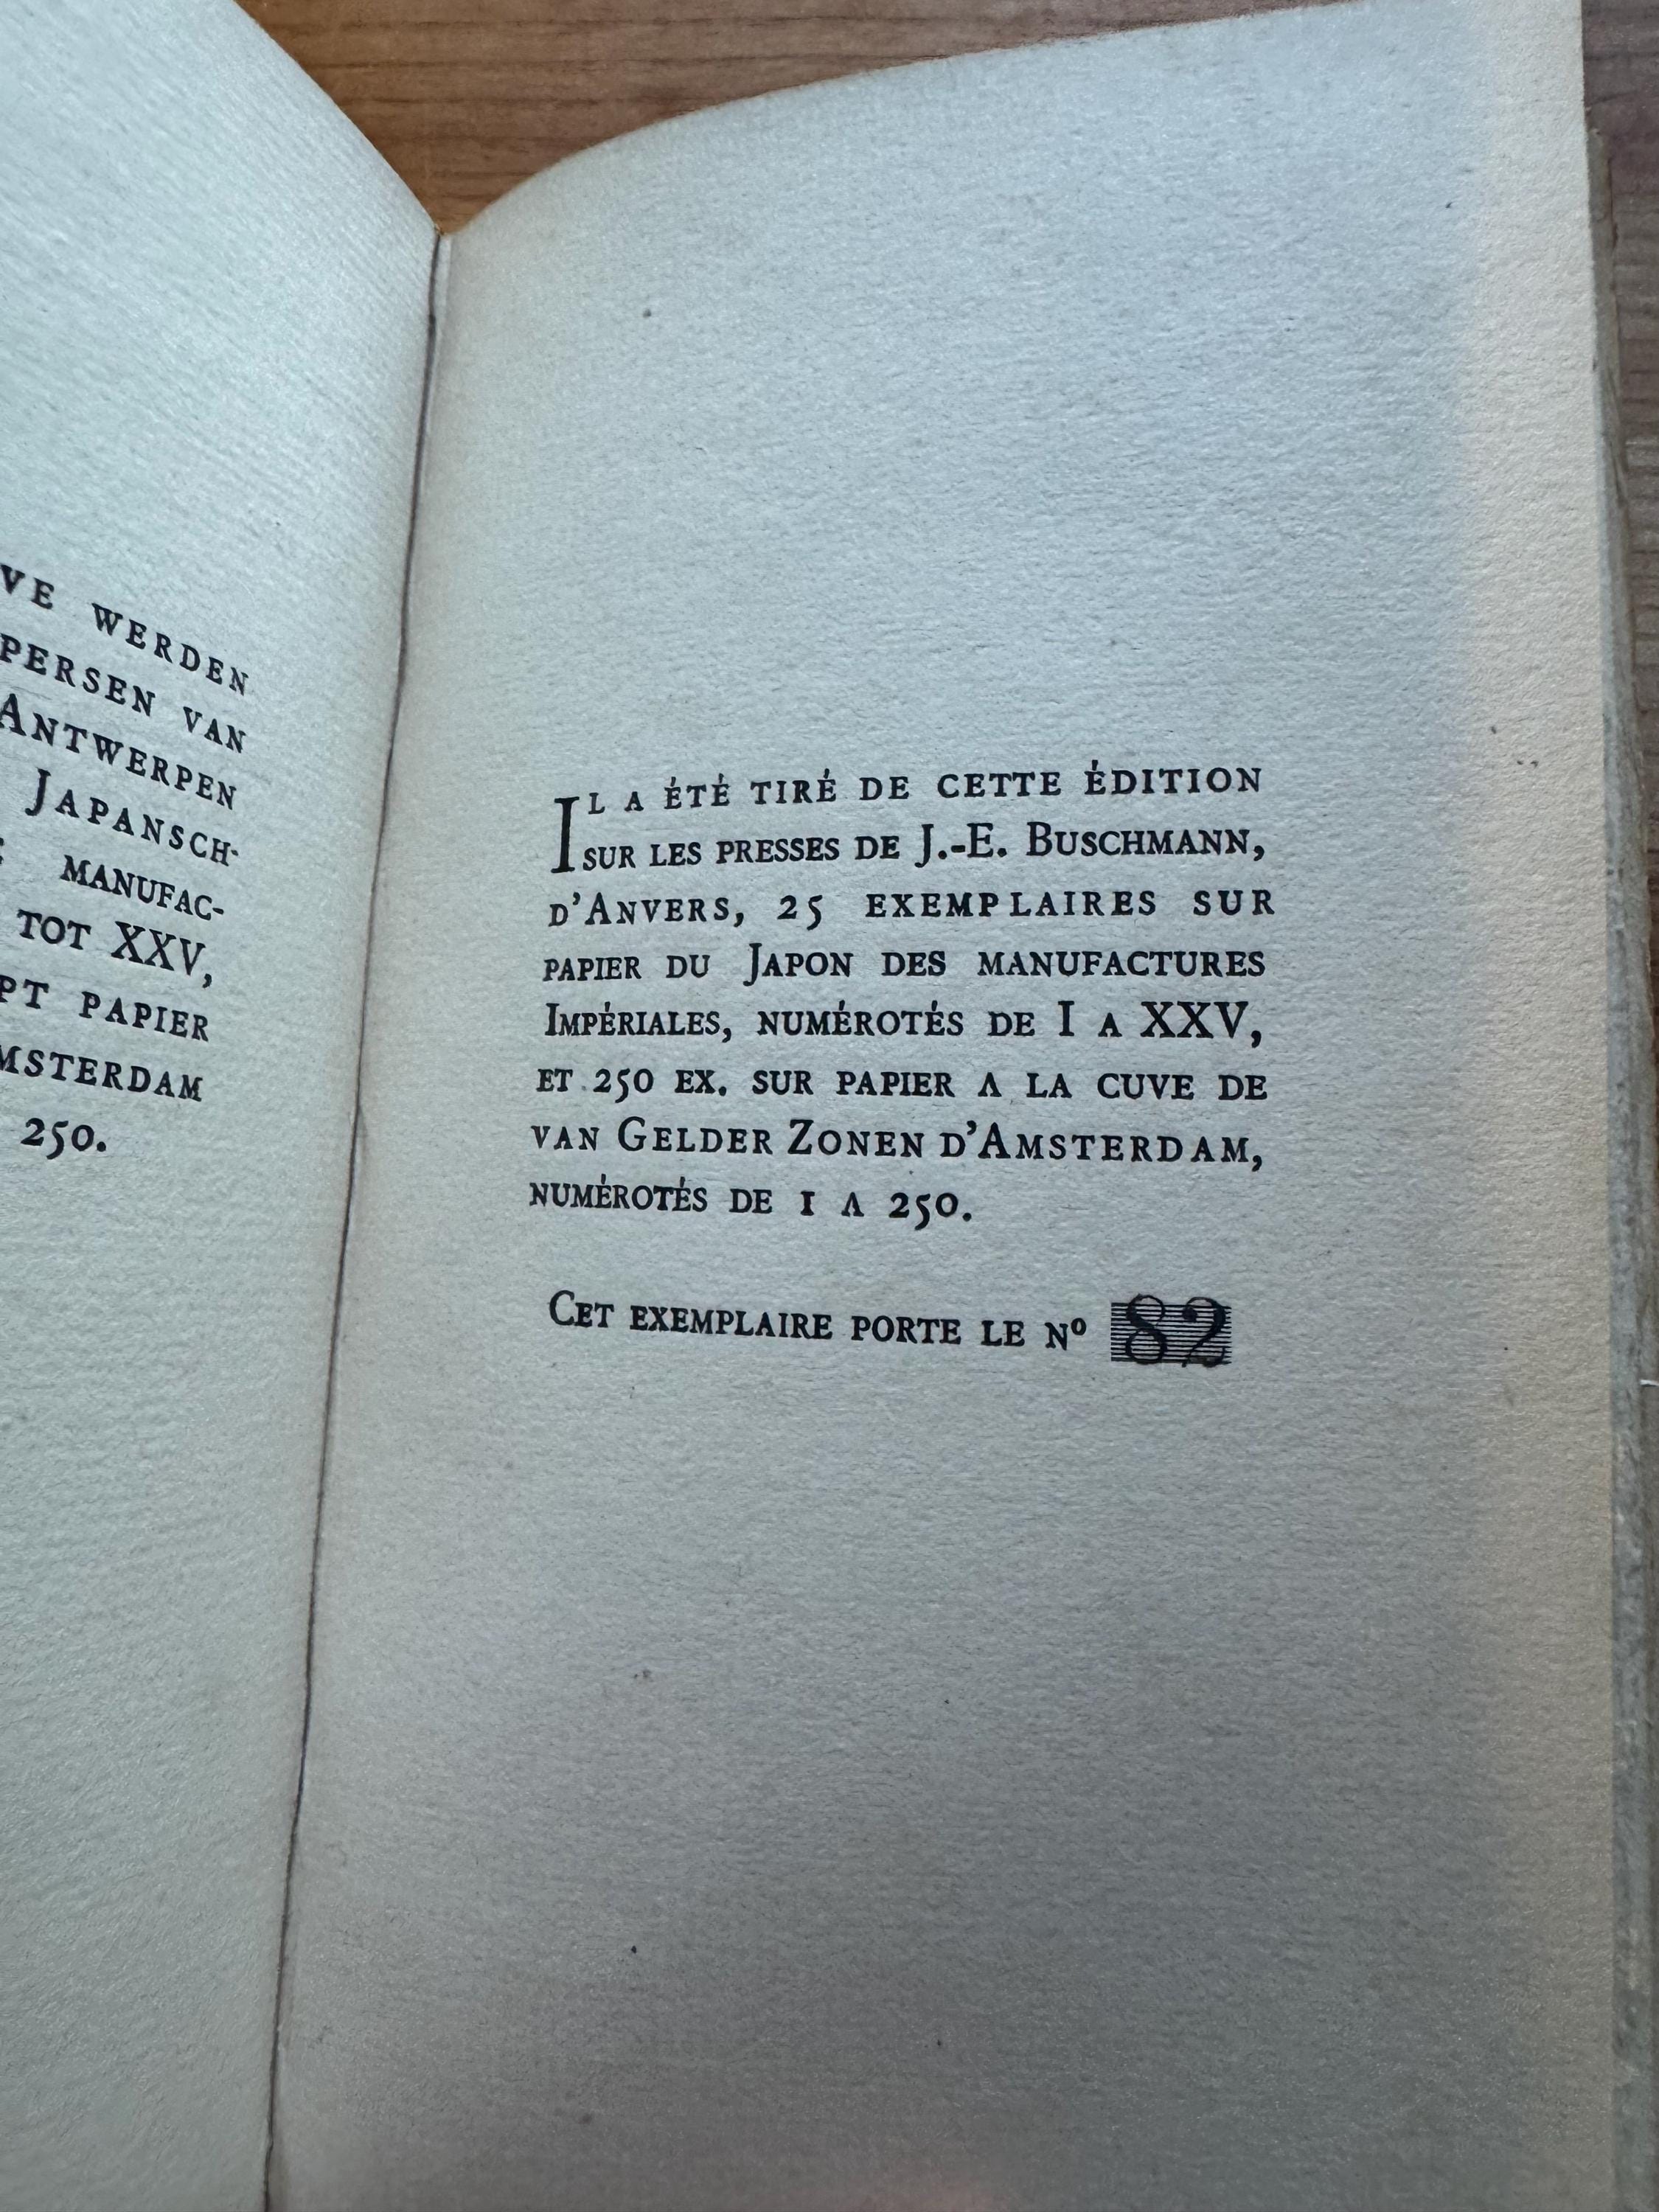 VE WERDEN
PERSEN VAN
ANTWERPEN
JAPANSCH-
MANUFAC-
TOT XXV,
PT PAPIER
MSTERDAM
250.
IL A ÉTÉ TIRÉ DE CETTE ÉDITION
SUR LES PRESSES DE J.-E. BUSCHMANN,
D'ANVERS, 25 EXEMPLAIRES SUR
PAPIER DU JAPON DES MANUFACTURES
IMPÉRIALES, NUMÉROTÉS DE I A XXV,
ET 250 EX. SUR PAPIER A LA CUVE DE
VAN GELDER ZONEN D'AMSTERDAM,
NUMÉROTÉS DE 1 A 250.
CET EXEMPLAIRE PORTE LE Nº 82